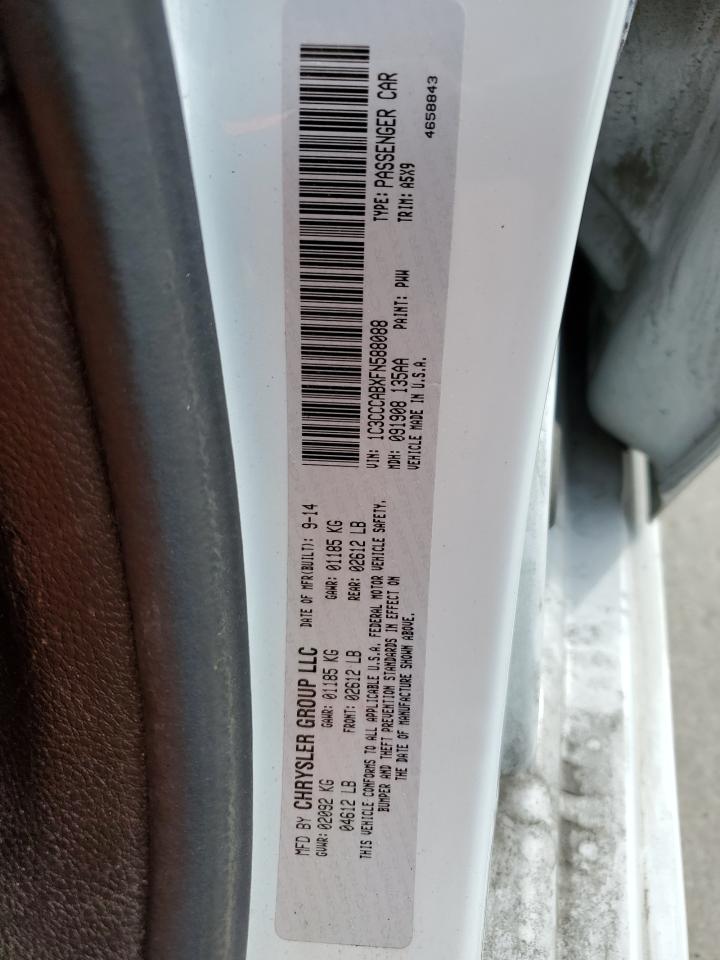 MFD BY CHRYSLER GROUP LLC DATE OF MFR(BUILT): 9-14
GVWR: 02092 KG GAWR: 01185 KG GAWR: 01185 KG
04612 LB FRONT: 02612 LB REAR: 02612 LB
THIS VEHICLE CONFORMS TO ALL APPLICABLE U.S.A. FEDERAL MOTOR VEHICLE SAFETY,
BUMPER AND THEFT PREVENTION STANDARDS IN EFFECT ON
THE DATE OF MANUFACTURE SHOWN ABOVE.
VIN: 1C3CCCABXFN588088 TYPE: PASSENGER CAR
MDH: 091908 135AA PAINT: PWW TRIM: A5X9
VEHICLE MADE IN U.S.A.
4658843